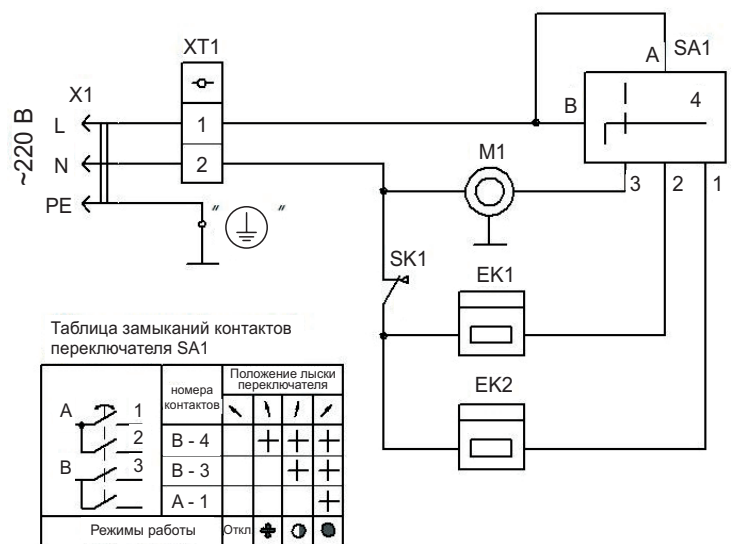 XT1
A SA1
X1
~220 В
L 1 B 4
N 2 M1
3 2 1
PE " "
SK1
EK1
EK2
Таблица замыканий контактов
переключателя SA1
номера
контактов
Положение лыски
переключателя
A 1
2 B - 4 + + +
B 3 B - 3 + +
A - 1 +
Режимы работы Откл